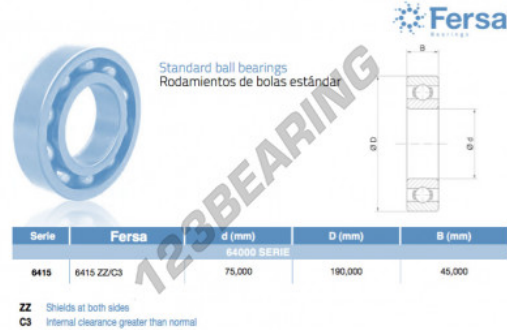 Fersa
Bearings
Standard ball bearings
Rodamientos de bolas estándar
B
Ø D
Ø d
123BEARING
Serie Fersa d (mm) D (mm) B (mm)
64000 SERIE
6415 6415 ZZ/C3 75,000 190,000 45,000
ZZ Shields at both sides
C3 Internal clearance greater than normal